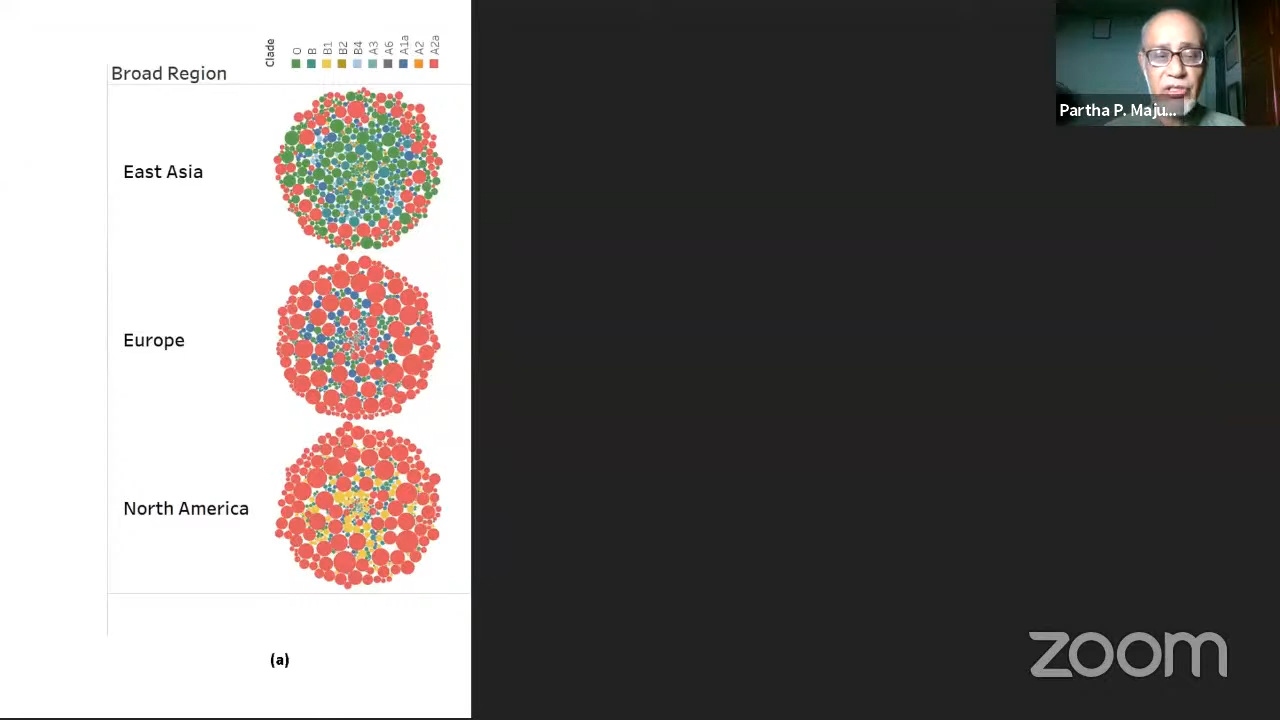 Clade
O
B
B1
B2
B4
A3
A6
A1a
A2
A2a
Broad Region
East Asia
Europe
North America
(a)
Partha P. Maju...
zoom